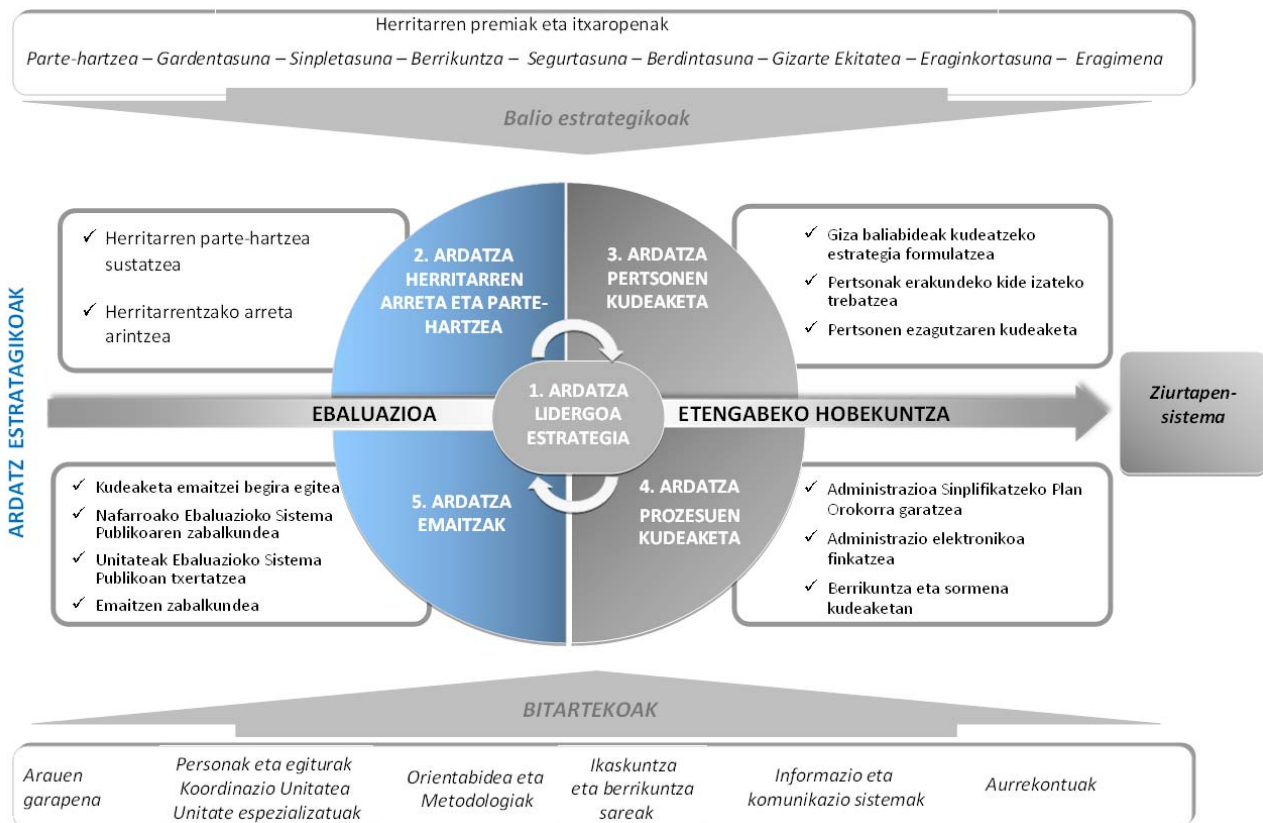 Herritarren premiak eta itxaropenak
Parte-hartzea – Gardentasuna – Sinpletasuna – Berrikuntza – Segurtasuna – Berdintasuna – Gizarte Ekitatea – Eraginkortasuna – Eragimena
Balio estrategikoak
ARDATZ ESTRATAGIKOAK
✓ Herritarren parte-hartzea
sustatzea
✓ Herritarrentzako arreta
arintzea
2. ARDATZA
HERRITARREN
ARRETA ETA PARTE-
HARTZEA
3. ARDATZA
PERTSONEN
KUDEAKETA
✓ Giza baliabideak kudeatzeko
estrategia formulatzea
✓ Pertsonak erakundeko kide izateko
trebatzea
✓ Pertsonen ezagutzaren kudeaketa
EBALUAZIOA
1. ARDATZA
LIDERGOA
ESTRATEGIA
ETENGABEKO HOBEKUNTZA
Ziurtapen-
sistema
✓ Kudeaketa emaitzei begira egitea
✓ Nafarroako Ebaluazioko Sistema
Publikoaren zabalkundea
✓ Unitateak Ebaluazioko Sistema
Publikoan txertatzea
✓ Emaitzen zabalkundea
5. ARDATZA
EMAITZAK
4. ARDATZA
PROZESUEN
KUDEAKETA
✓ Administrazioa Sinplifikatzeko Plan
Orokorra garatzea
✓ Administrazio elektronikoa
finkatzea
✓ Berrikuntza eta sormena
kudeaketan
BITARTEKOAK
Arauen
garapena
Personak eta egiturak
Koordinazio Unitatea
Unitate espezializatuak
Orientabidea eta
Metodologiak
Ikaskuntza
eta berrikuntza
sareak
Informazio eta
komunikazio sistemak
Aurrekontuak